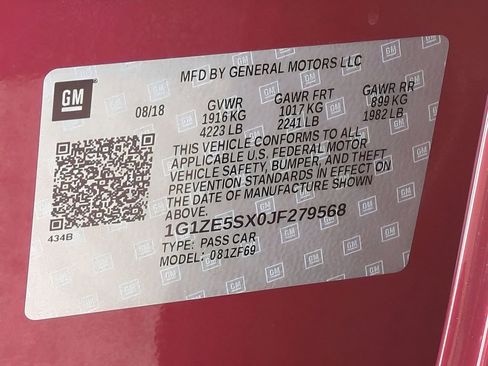 MFD BY GENERAL MOTORS LLC
GM
08/18 GVWR GAWR FRT GAWR RR
1916 KG 1017 KG 899 KG
4223 LB 2241 LB 1982 LB
THIS VEHICLE CONFORMS TO ALL
APPLICABLE U.S. FEDERAL MOTOR
VEHICLE SAFETY, BUMPER, AND THEFT
PREVENTION STANDARDS IN EFFECT ON
THE DATE OF MANUFACTURE SHOWN
ABOVE.
434B
1G1ZE5SX0JF279568
TYPE: PASS CAR
MODEL: 081ZF69